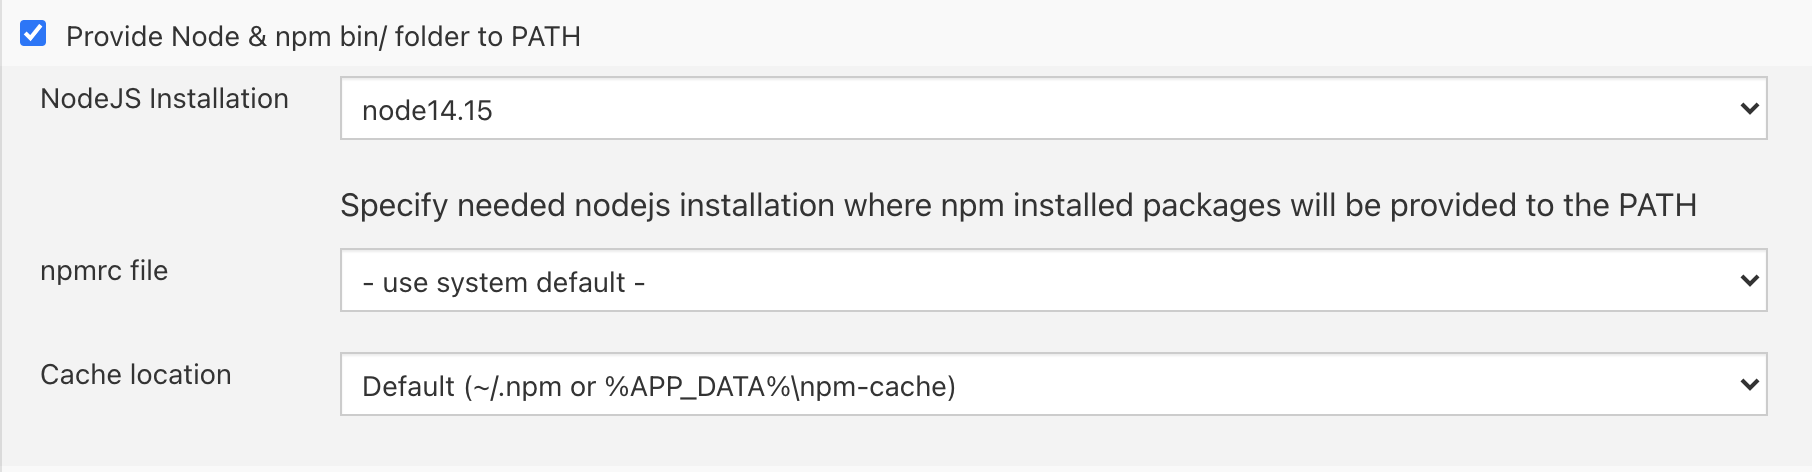 Provide Node & npm bin/ folder to PATH
NodeJS Installation
node14.15
Specify needed nodejs installation where npm installed packages will be provided to the PATH
npmrc file
- use system default -
Cache location
Default (~/.npm or %APP_DATA%\npm-cache)